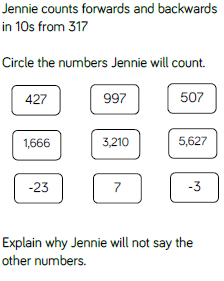 Jennie counts forwards and backwards
in 10s from 317
Circle the numbers Jennie will count.
427 997 507
1,666 3,210 5,627
-23 7 -3
Explain why Jennie will not say the
other numbers.